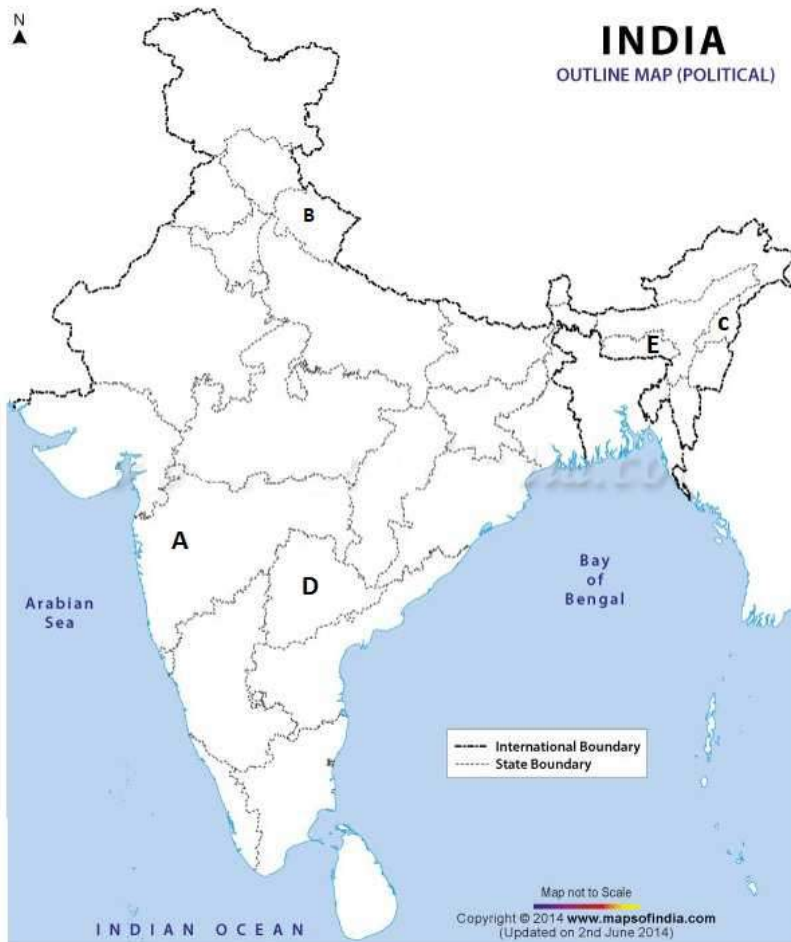 N
INDIA
OUTLINE MAP (POLITICAL)
B
C
E
A
D
Arabian
Sea
Bay
of
Bengal
International Boundary
State Boundary
Map not to Scale
Copyright © 2014 www.mapsofindia.com
(Updated on 2nd June 2014)
INDIAN OCEAN